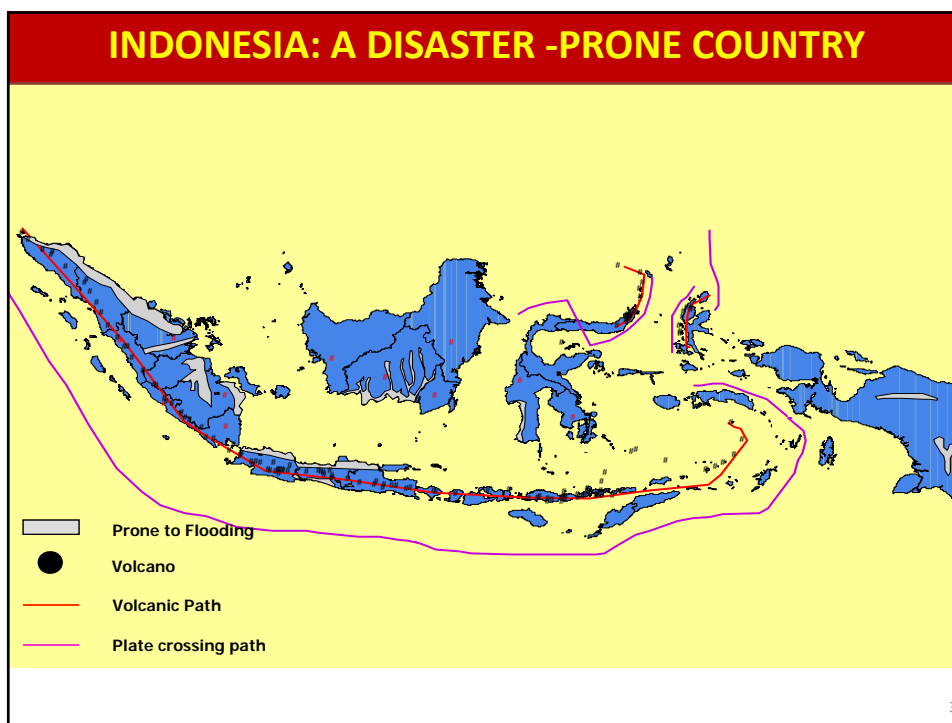 INDONESIA: A DISASTER -PRONE COUNTRY
Prone to Flooding
Volcano
Volcanic Path
Plate crossing path